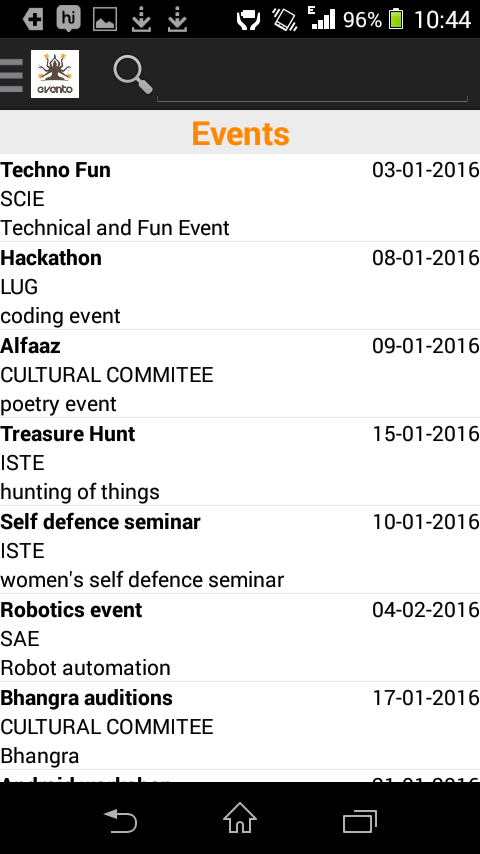 hi
E
96%
10:44
evento
Events
Techno Fun 03-01-2016
SCIE
Technical and Fun Event
Hackathon 08-01-2016
LUG
coding event
Alfaaz 09-01-2016
CULTURAL COMMITEE
poetry event
Treasure Hunt 15-01-2016
ISTE
hunting of things
Self defence seminar 10-01-2016
ISTE
women's self defence seminar
Robotics event 04-02-2016
SAE
Robot automation
Bhangra auditions 17-01-2016
CULTURAL COMMITEE
Bhangra